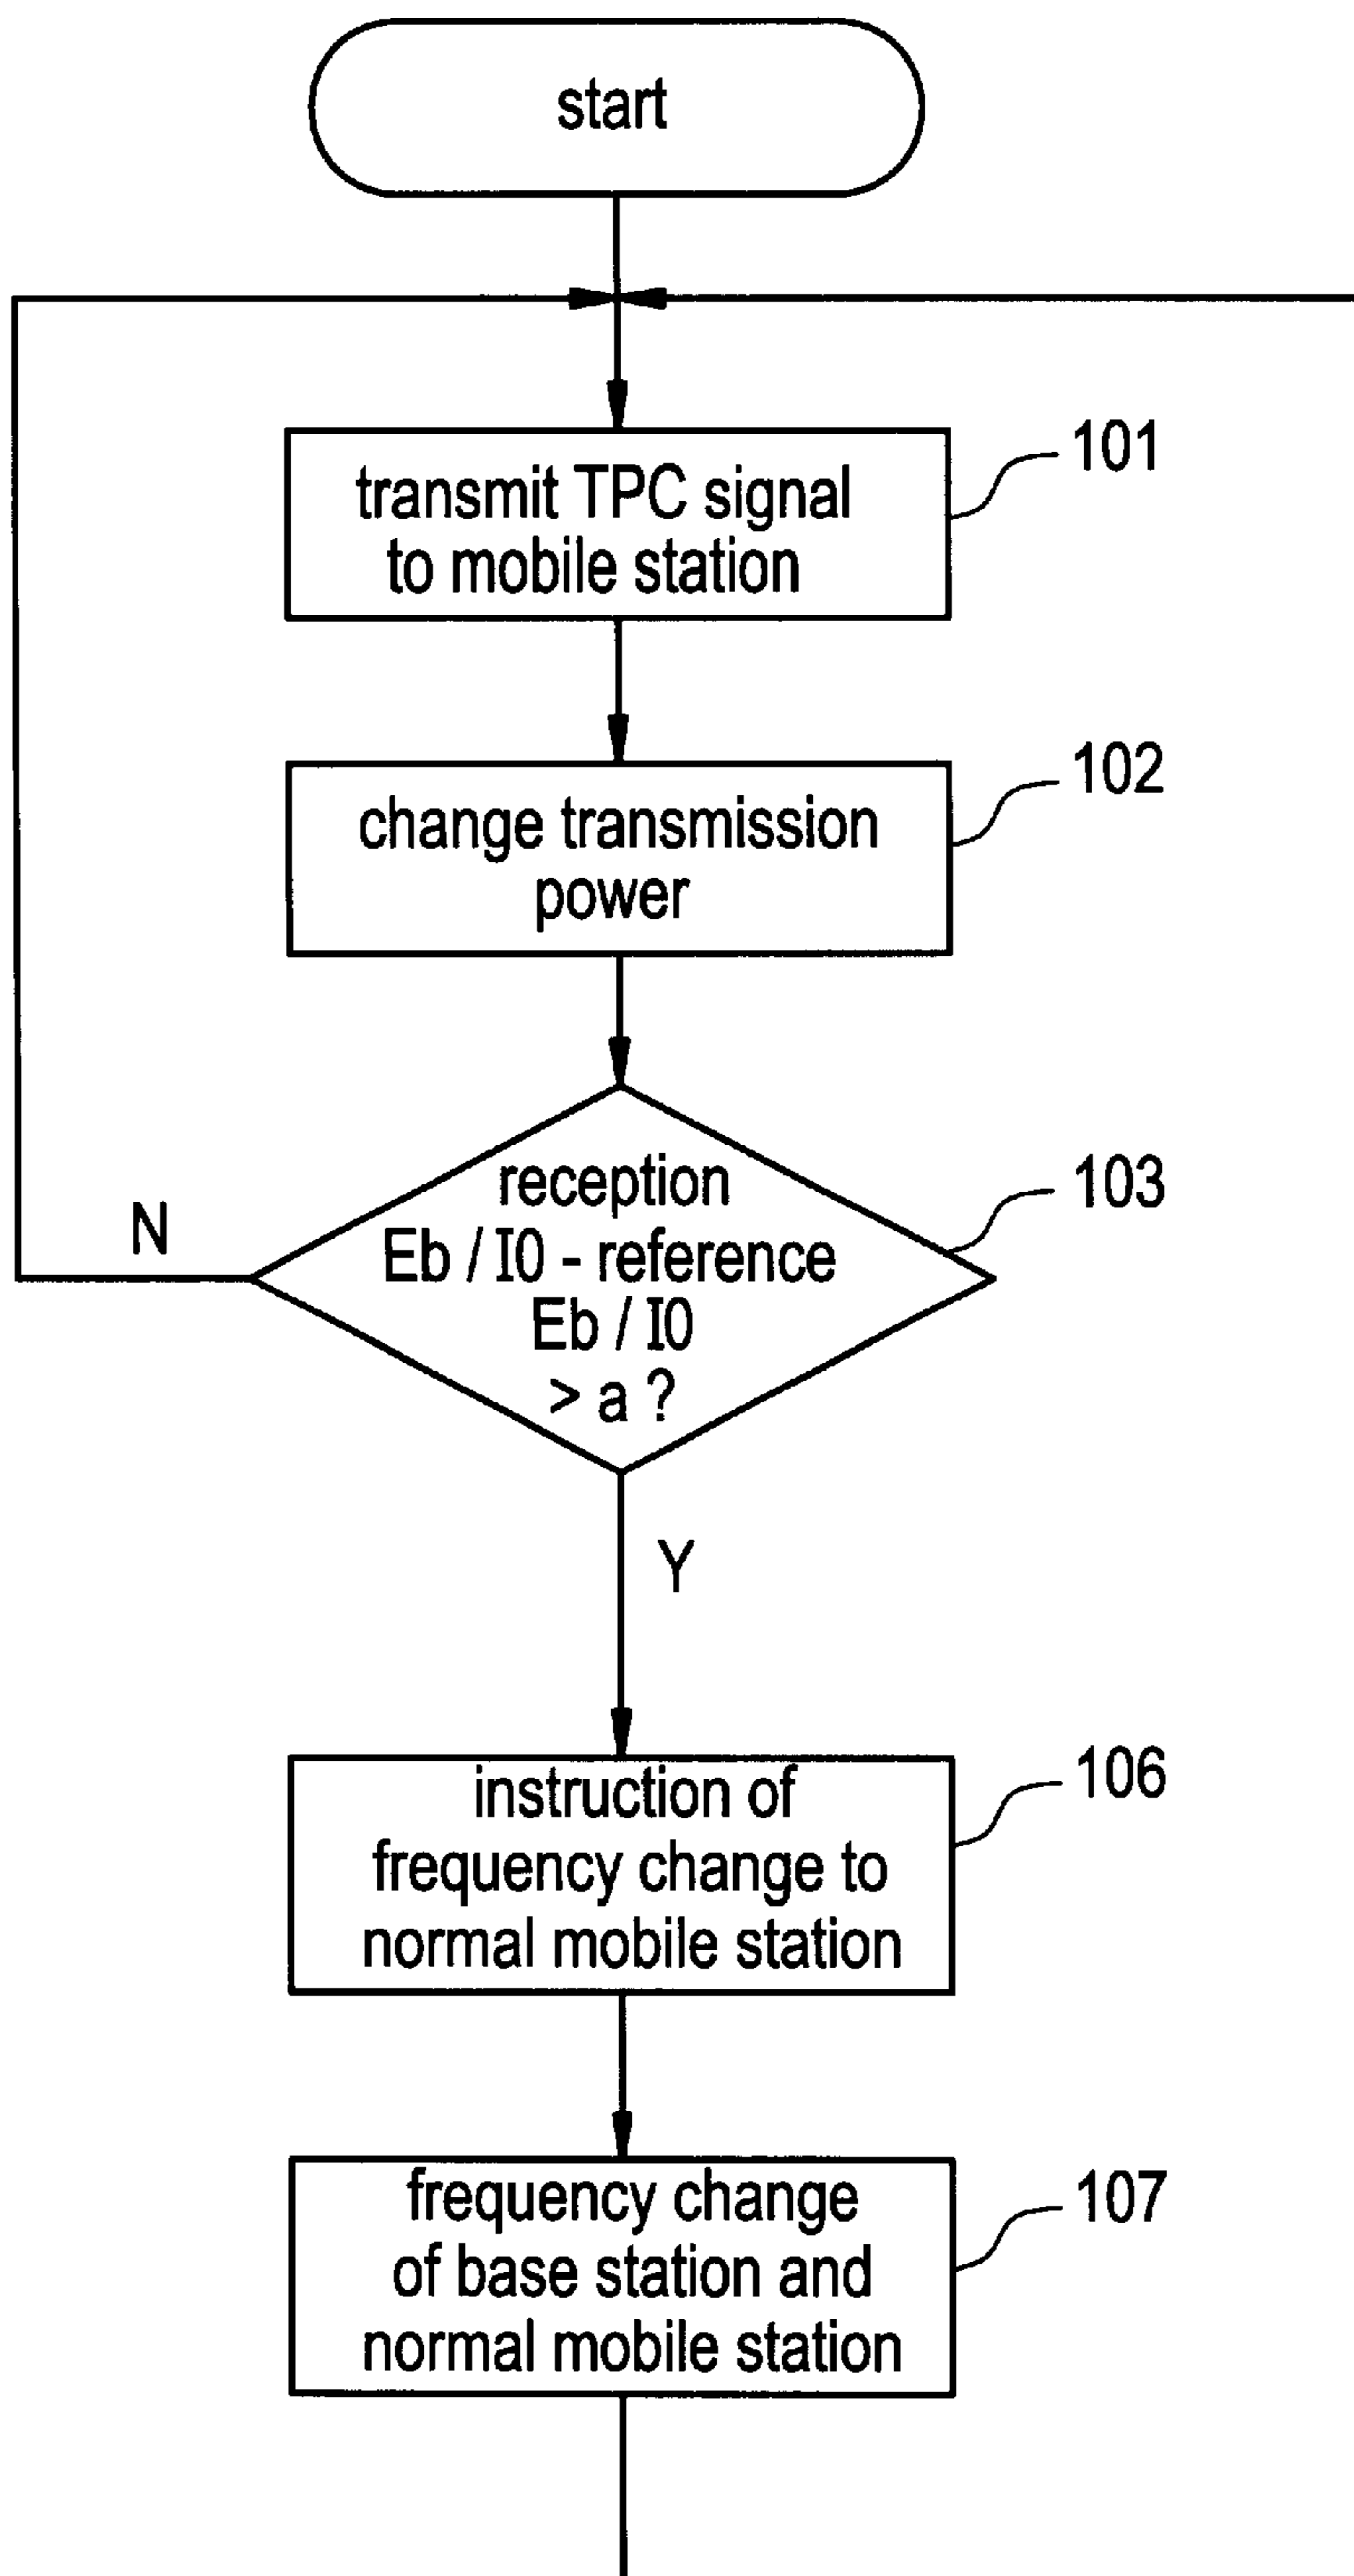 start
101
transmit TPC signal
to mobile station
102
change transmission
power
103
reception
Eb / I0 - reference
Eb / I0
> a ?
N
Y
106
instruction of
frequency change to
normal mobile station
107
frequency change
of base station and
normal mobile station